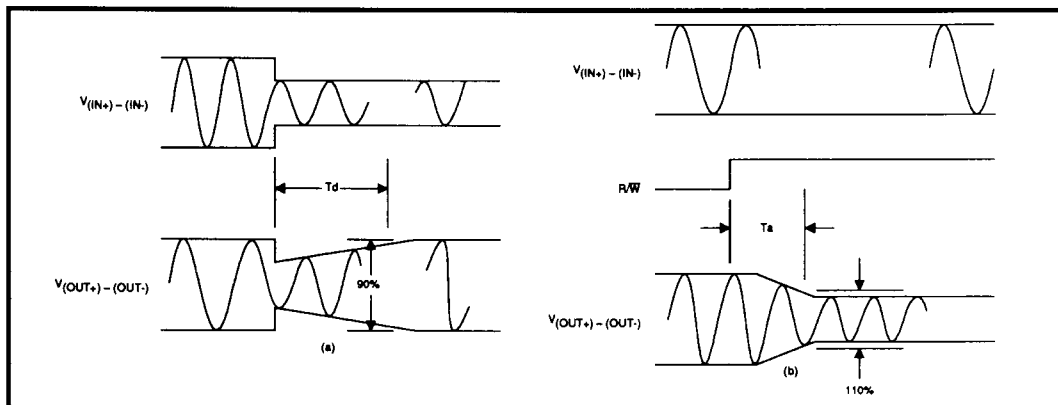 V(IN+) – (IN-)
Td
V(OUT+) – (OUT-)
90%
(a)
V(IN+) – (IN-)
R/W̅
Ta
V(OUT+) – (OUT-)
(b)
110%